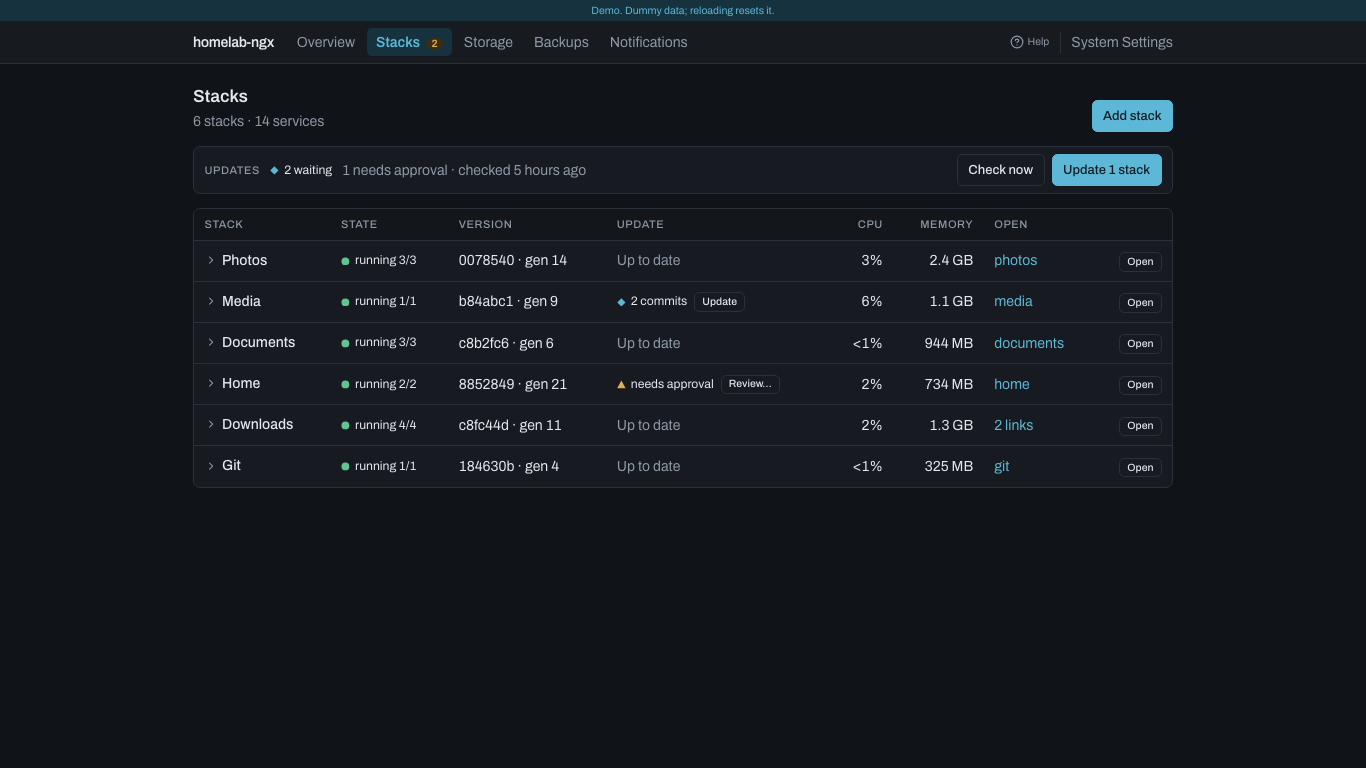 Demo. Dummy data; reloading resets it.
homelab-ngx Overview Stacks 2 Storage Backups Notifications ? Help System Settings
Stacks
6 stacks · 14 services
Add stack
UPDATES 2 waiting 1 needs approval · checked 5 hours ago Check now Update 1 stack
STACK STATE VERSION UPDATE CPU MEMORY OPEN
Photos running 3/3 0078540 · gen 14 Up to date 3% 2.4 GB photos Open
Media running 1/1 b84abc1 · gen 9 2 commits Update 6% 1.1 GB media Open
Documents running 3/3 c8b2fc6 · gen 6 Up to date <1% 944 MB documents Open
Home running 2/2 8852849 · gen 21 needs approval Review... 2% 734 MB home Open
Downloads running 4/4 c8fc44d · gen 11 Up to date 2% 1.3 GB 2 links Open
Git running 1/1 184630b · gen 4 Up to date <1% 325 MB git Open